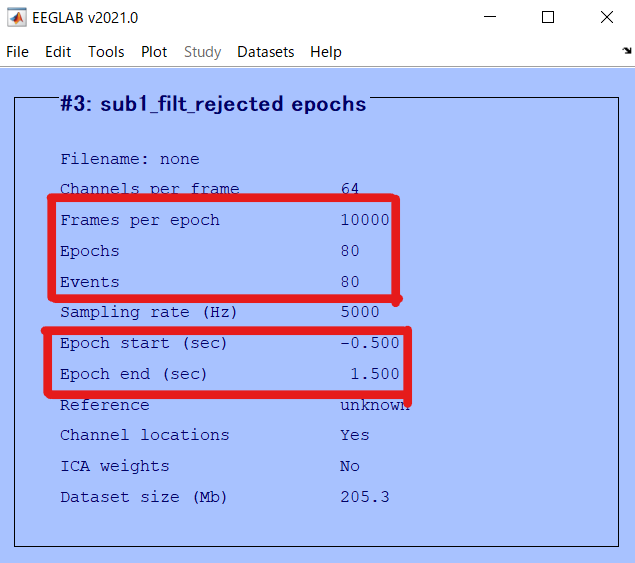 EEGLAB v2021.0
File Edit Tools Plot Study Datasets Help
#3: sub1_filt_rejected epochs
Filename: none
Channels per frame 64
Frames per epoch 10000
Epochs 80
Events 80
Sampling rate (Hz) 5000
Epoch start (sec) -0.500
Epoch end (sec) 1.500
Reference unknown
Channel locations Yes
ICA weights No
Dataset size (Mb) 205.3